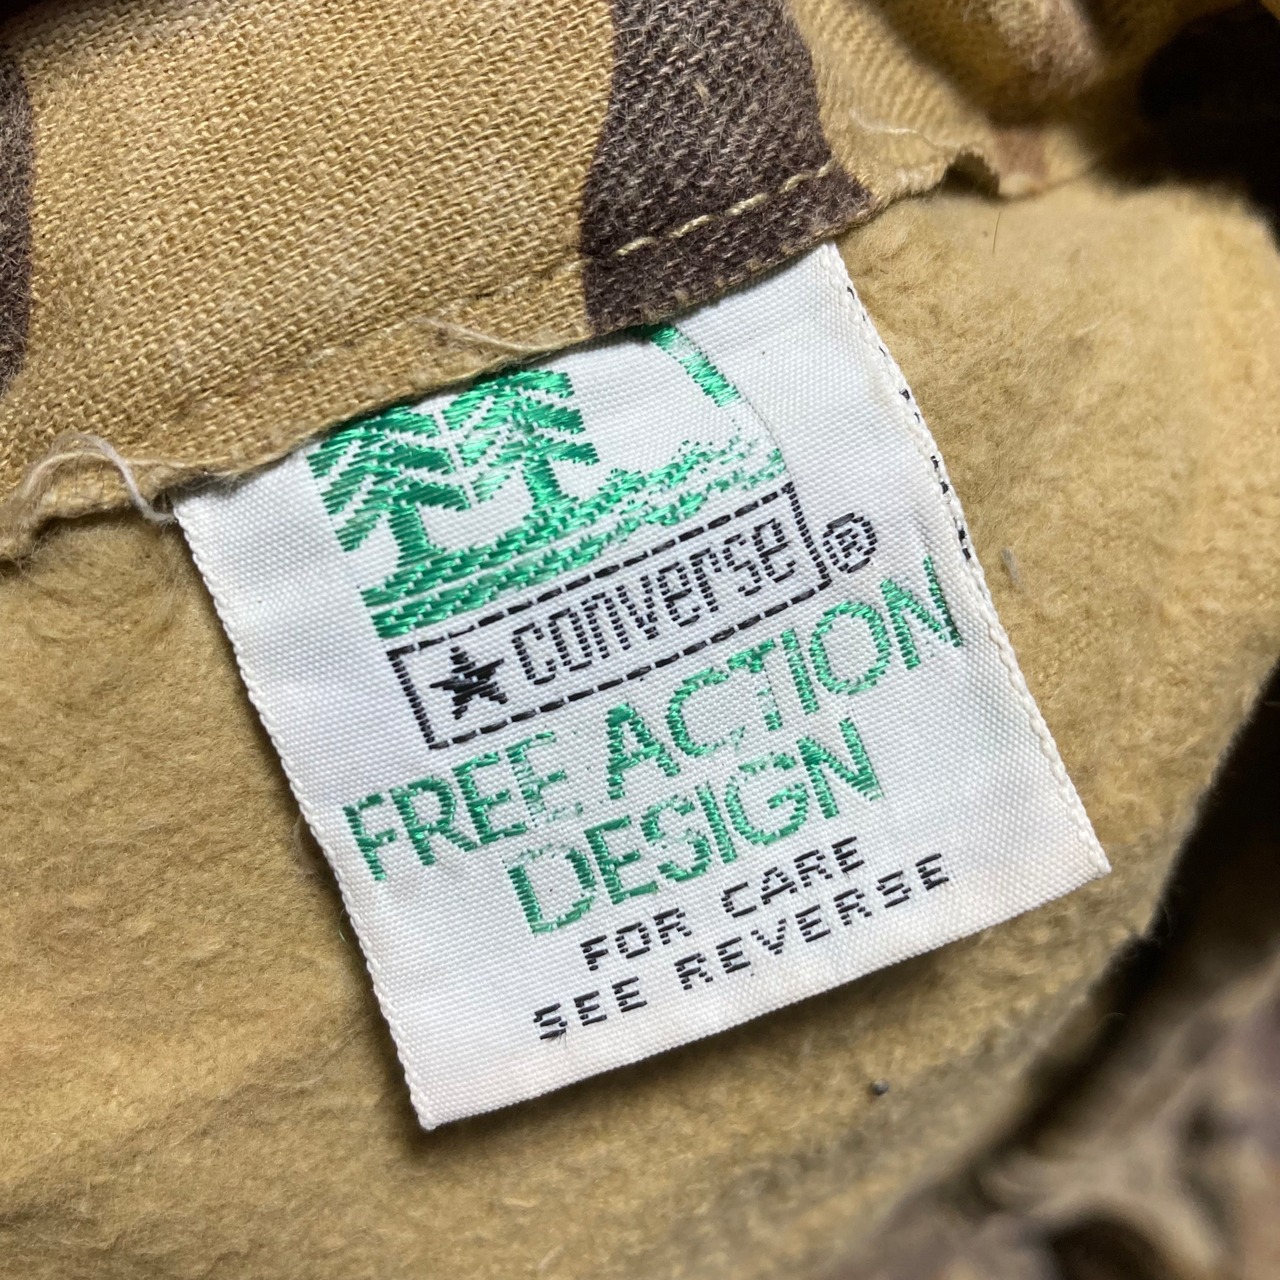 converse®
FREE ACTION
DESIGN
FOR CARE
SEE REVERSE